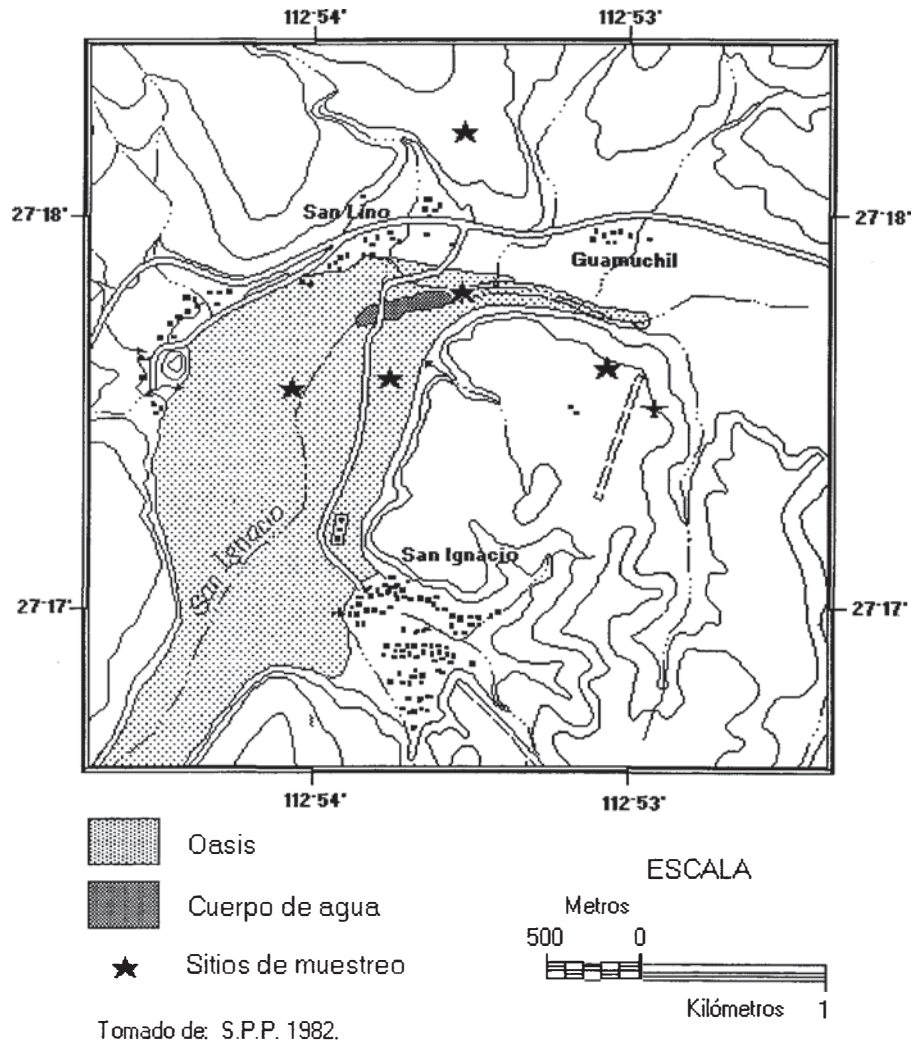 112°54' 112°53'
27°18' 27°18'
San Lino
Guamuchil
San Ignacio
San Ignacio
27°17' 27°17'
112°54' 112°53'
Oasis
Cuerpo de agua
Sitios de muestreo
ESCALA
Metros
500 0
Kilómetros 1
Tomado de: S.P.P. 1982.